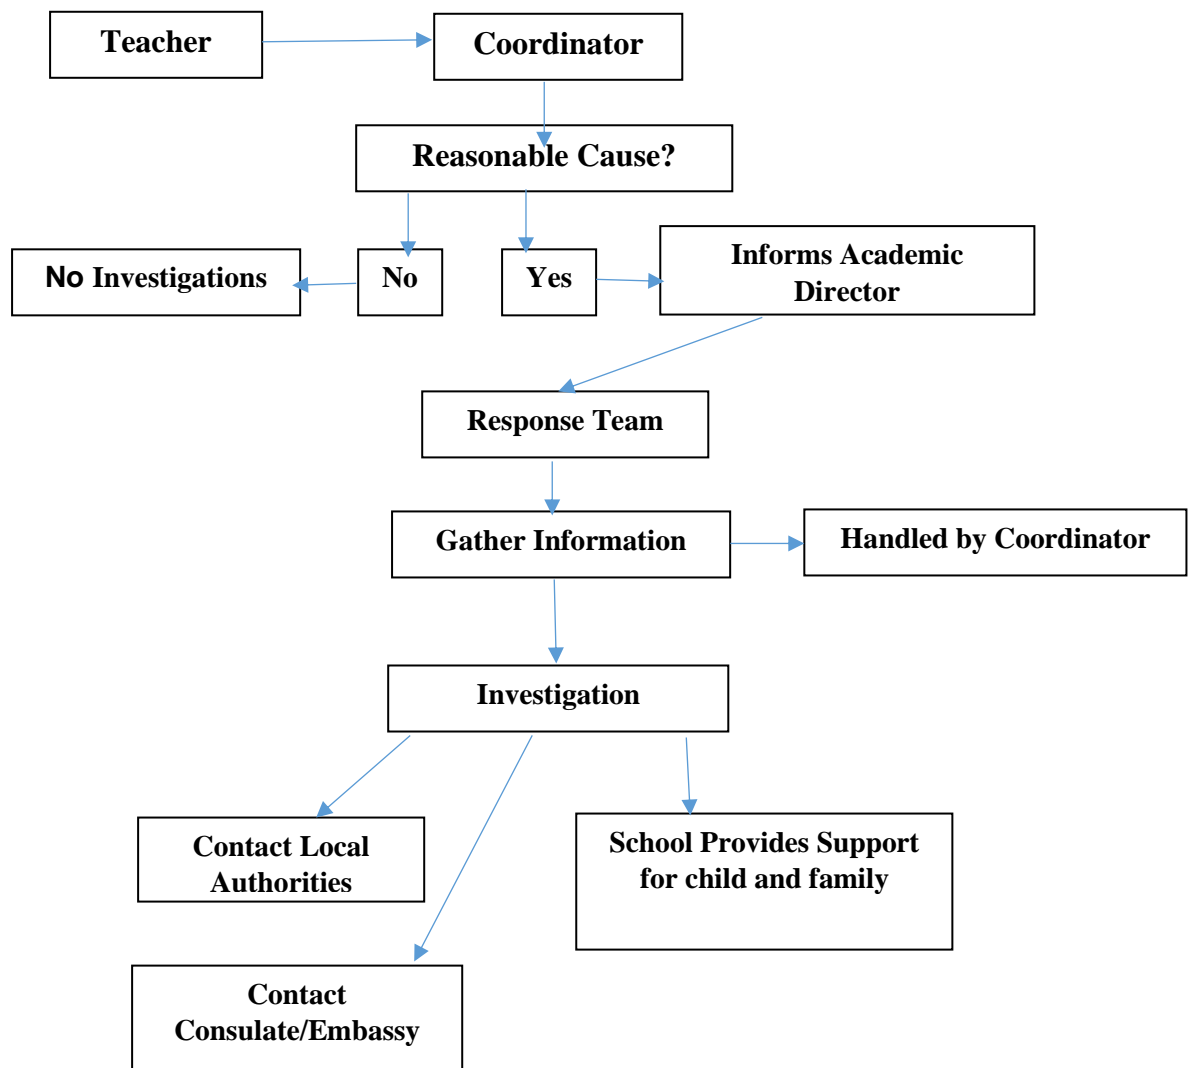 Teacher
Coordinator
Reasonable Cause?
No Investigations
No
Yes
Informs Academic
Director
Response Team
Gather Information
Handled by Coordinator
Investigation
Contact Local
Authorities
School Provides Support
for child and family
Contact
Consulate/Embassy